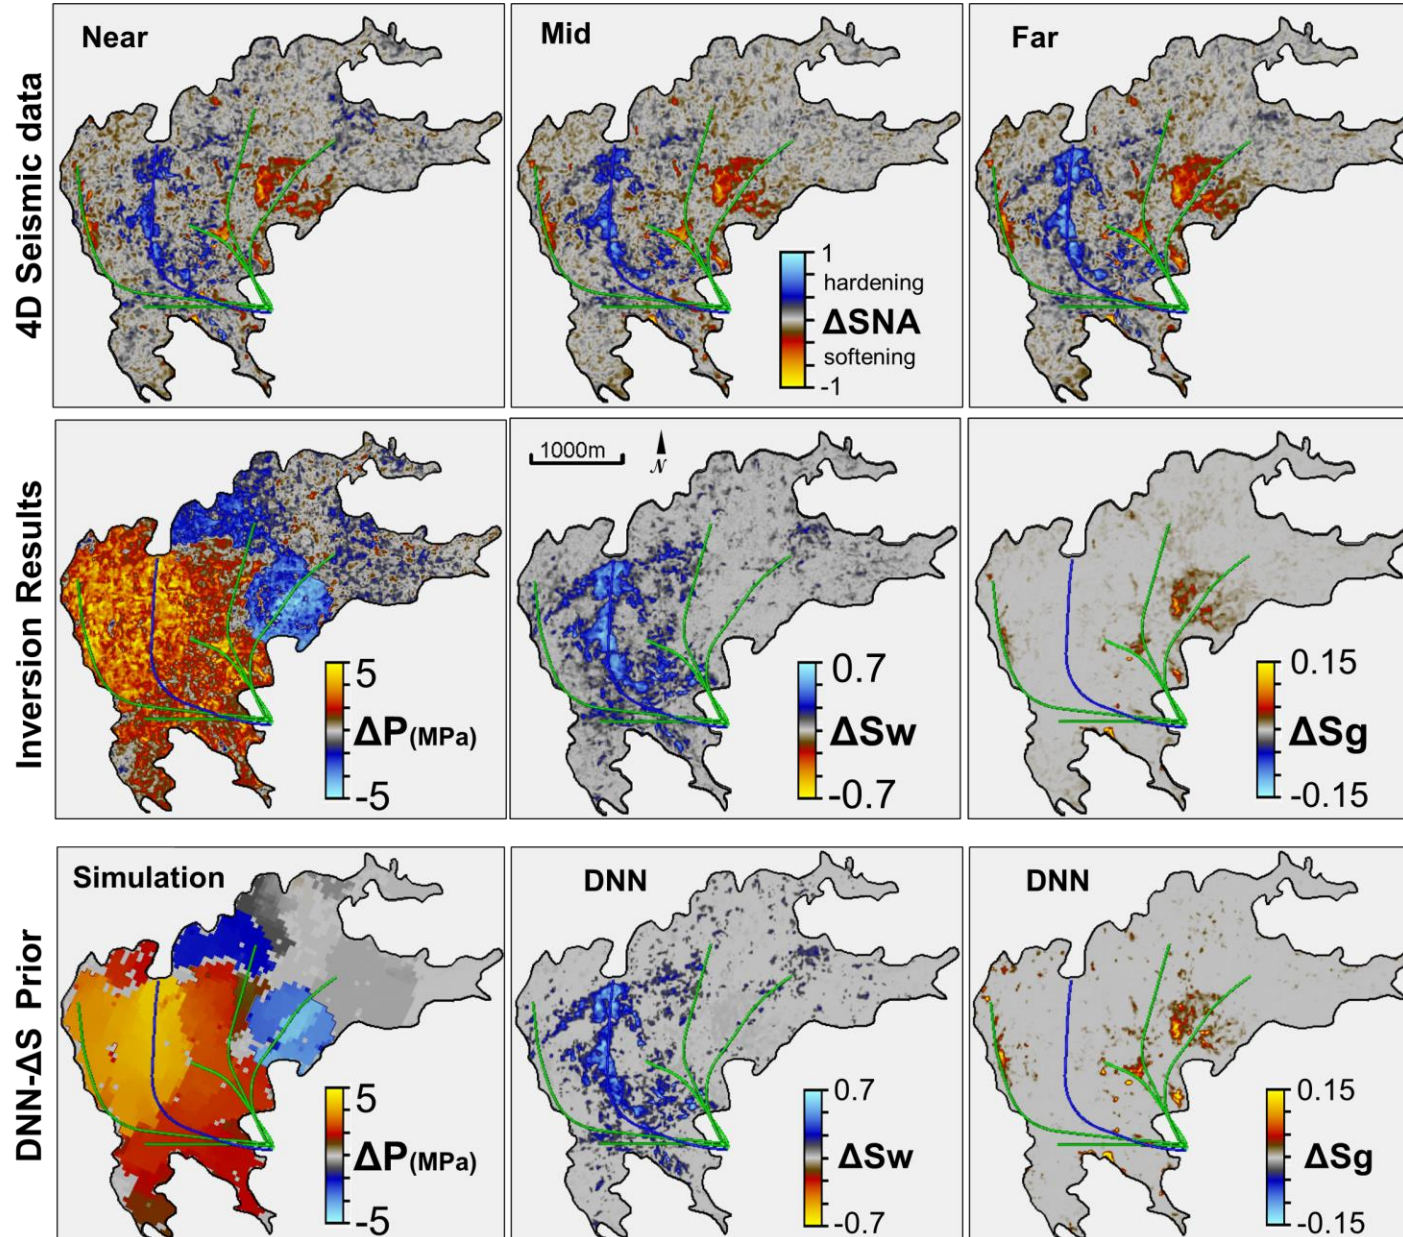 4D Seismic data
Near
Mid
Far
1
hardening
ΔSNA
softening
-1
Inversion Results
1000m
N
5
ΔP(MPa)
-5
0.7
ΔSw
-0.7
0.15
ΔSg
-0.15
DNN-ΔS Prior
Simulation
DNN
DNN
5
ΔP(MPa)
-5
0.7
ΔSw
-0.7
0.15
ΔSg
-0.15